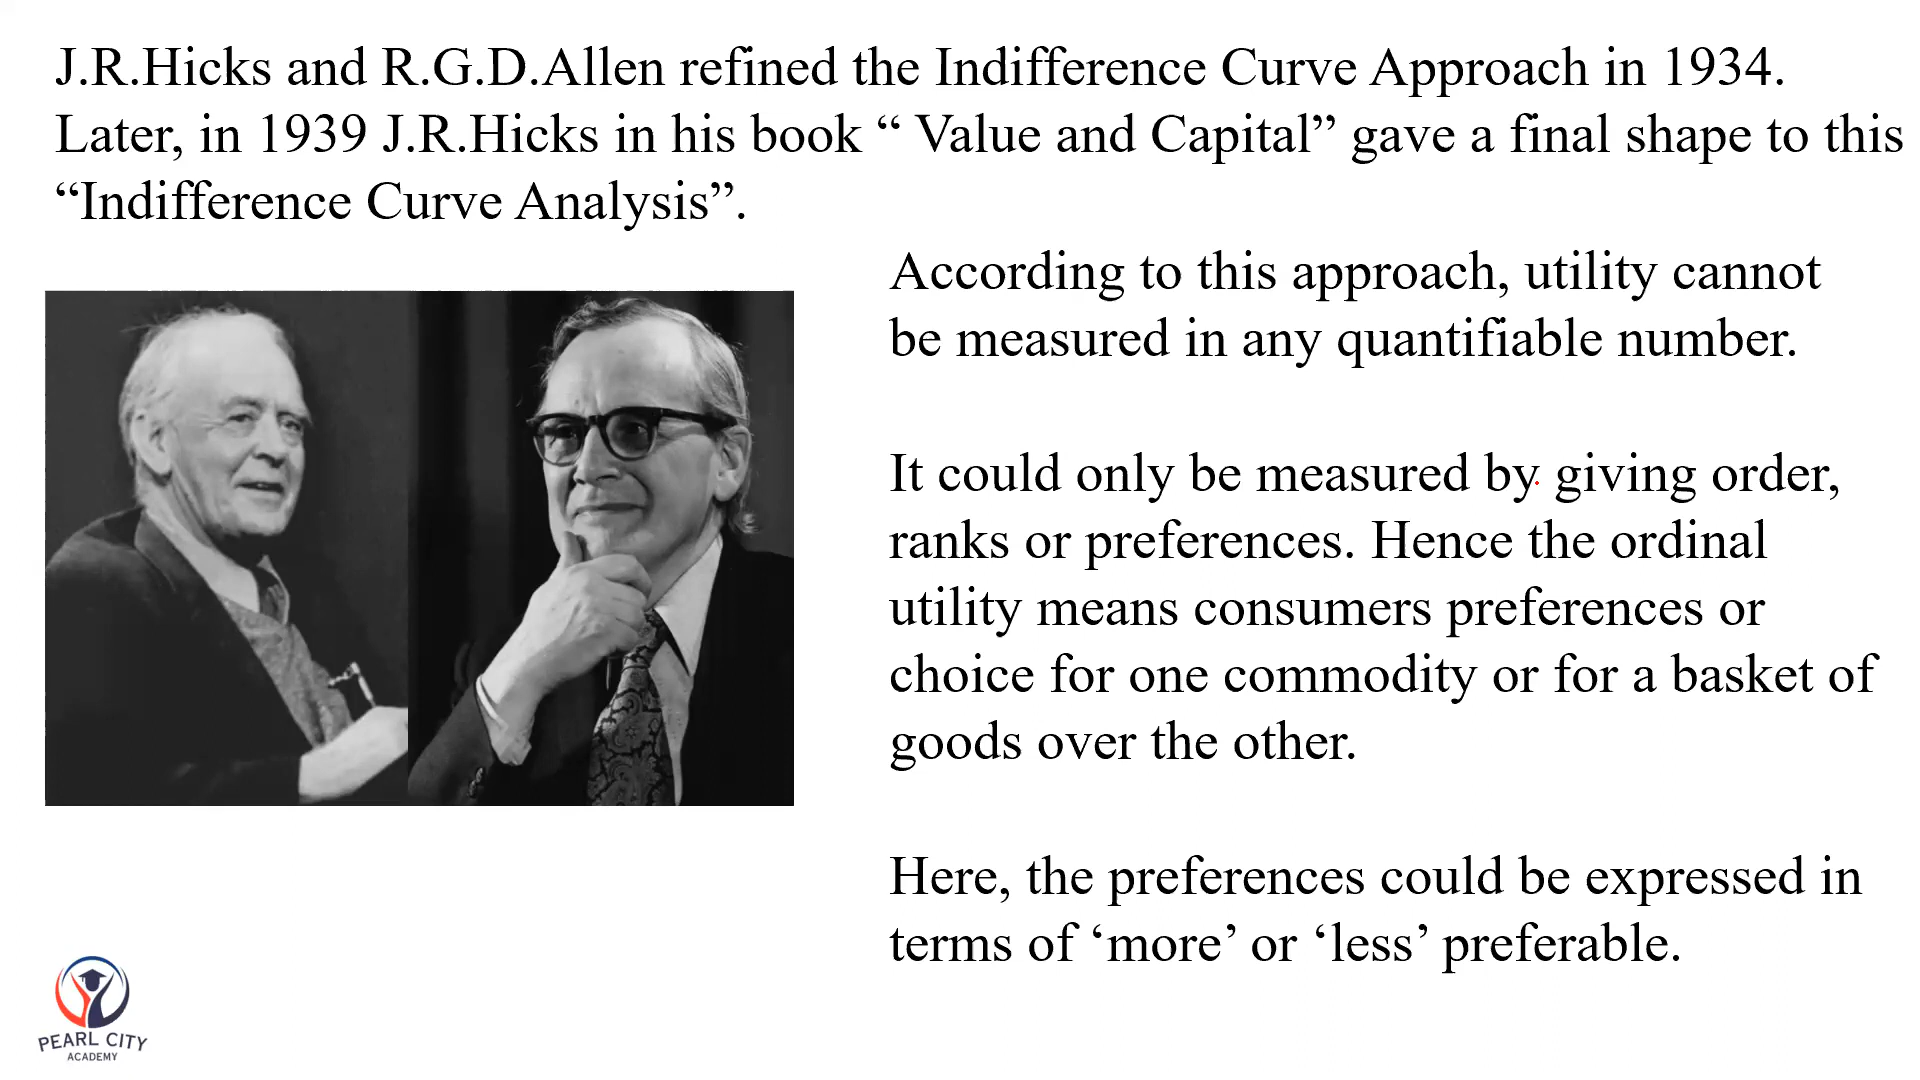 J.R.Hicks and R.G.D.Allen refined the Indifference Curve Approach in 1934.
Later, in 1939 J.R.Hicks in his book “ Value and Capital” gave a final shape to this
“Indifference Curve Analysis”.
According to this approach, utility cannot
be measured in any quantifiable number.
It could only be measured by giving order,
ranks or preferences. Hence the ordinal
utility means consumers preferences or
choice for one commodity or for a basket of
goods over the other.
Here, the preferences could be expressed in
terms of ‘more’ or ‘less’ preferable.
PEARL CITY
ACADEMY